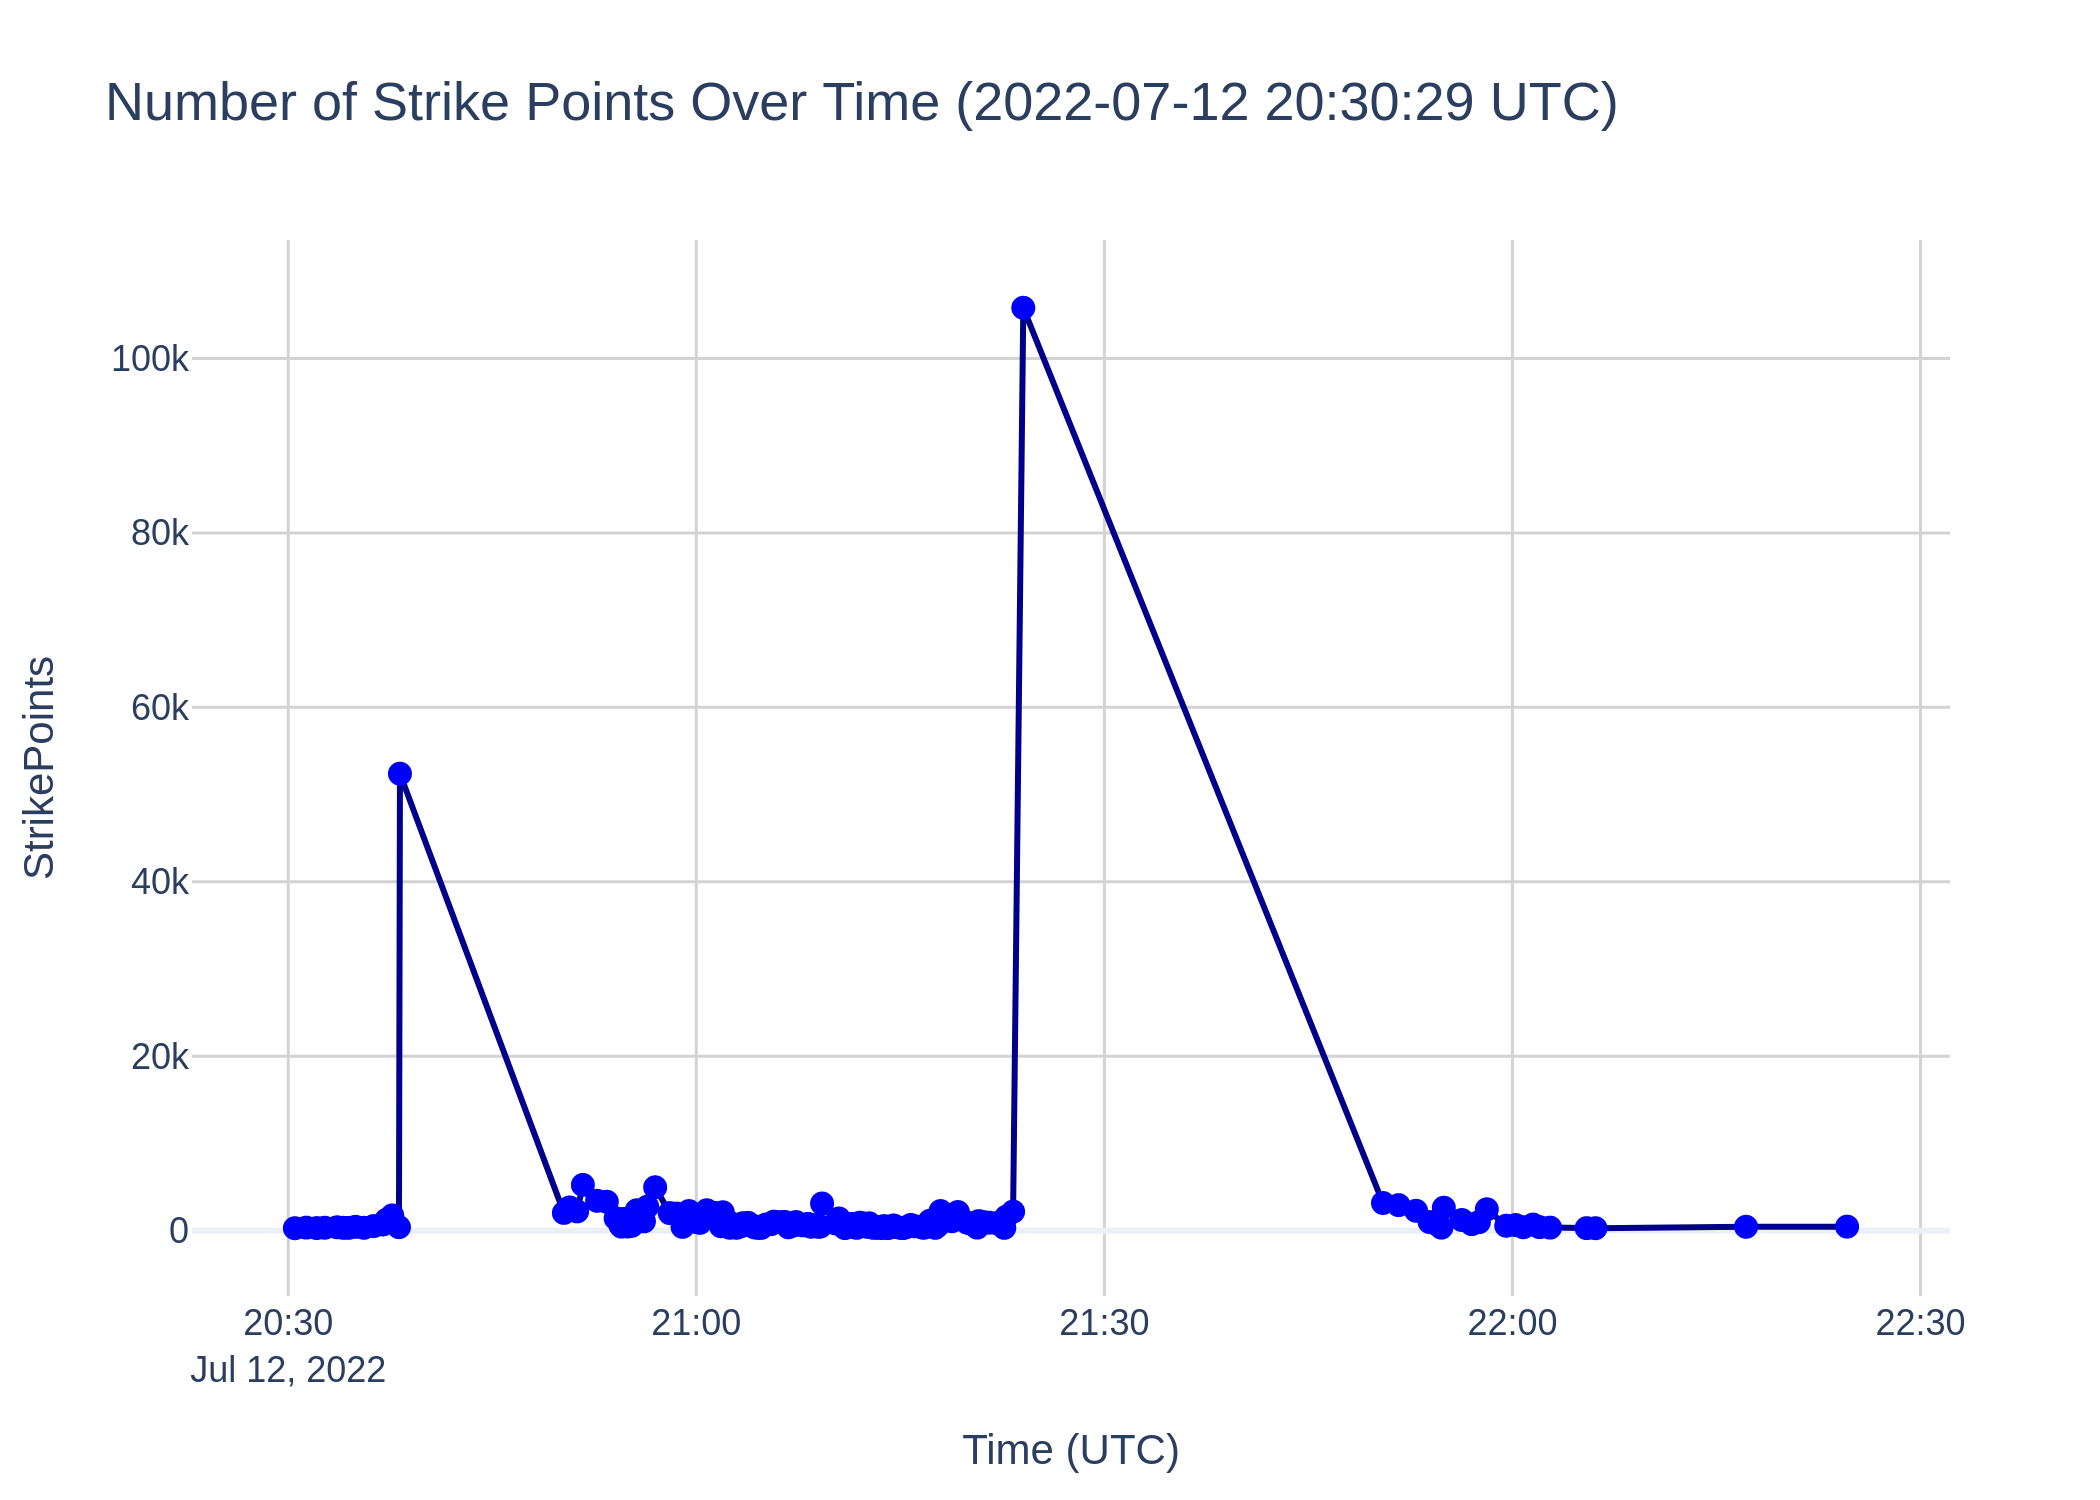 Number of Strike Points Over Time (2022-07-12 20:30:29 UTC)
100k
80k
60k
40k
20k
0
StrikePoints
20:30
21:00
21:30
22:00
22:30
Jul 12, 2022
Time (UTC)